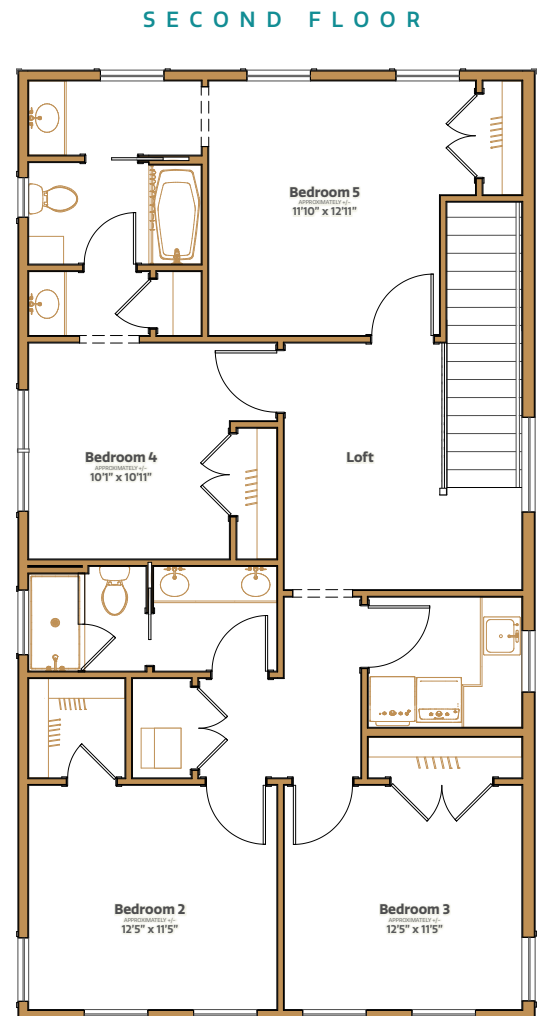 SECOND FLOOR
Bedroom 5
APPROXIMATELY +/-
11'10" x 12'11"
Bedroom 4
APPROXIMATELY +/-
10'1" x 10'11"
Loft
Bedroom 2
APPROXIMATELY +/-
12'5" x 11'5"
Bedroom 3
APPROXIMATELY +/-
12'5" x 11'5"